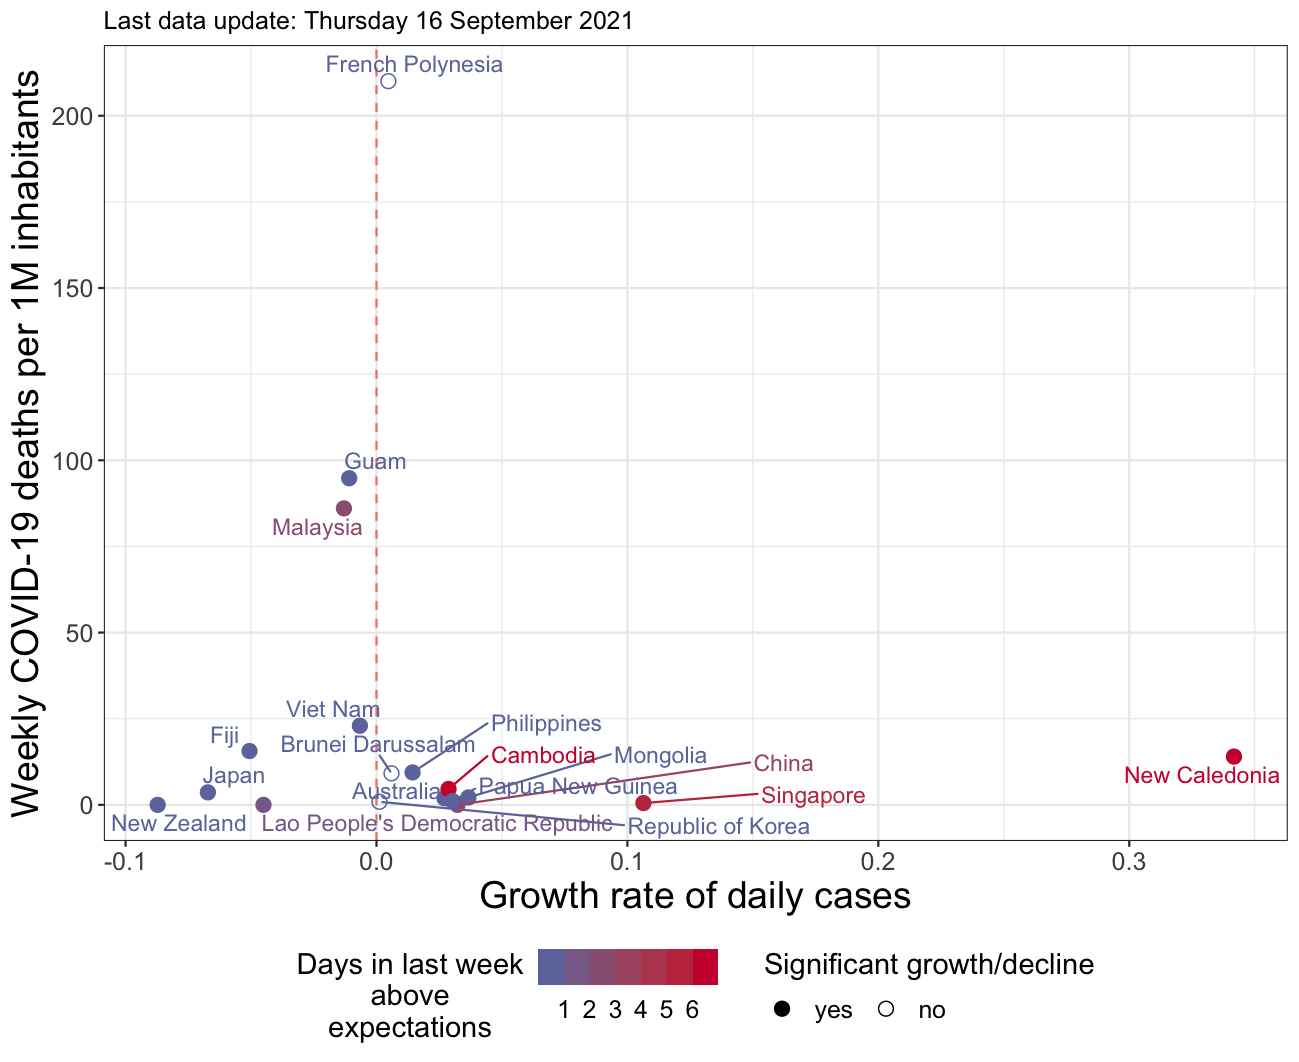 Last data update: Thursday 16 September 2021
Weekly COVID-19 deaths per 1M inhabitants
200
150
100
50
0
French Polynesia
Guam
Malaysia
Viet Nam
Philippines
Fiji
Brunei Darussalam
Cambodia
Mongolia
China
Japan
New Caledonia
Australia
Papua New Guinea
Singapore
New Zealand
Lao People's Democratic Republic
Republic of Korea
-0.1 0.0 0.1 0.2 0.3
Growth rate of daily cases
Days in last week
above
expectations
1 2 3 4 5 6
Significant growth/decline
yes no